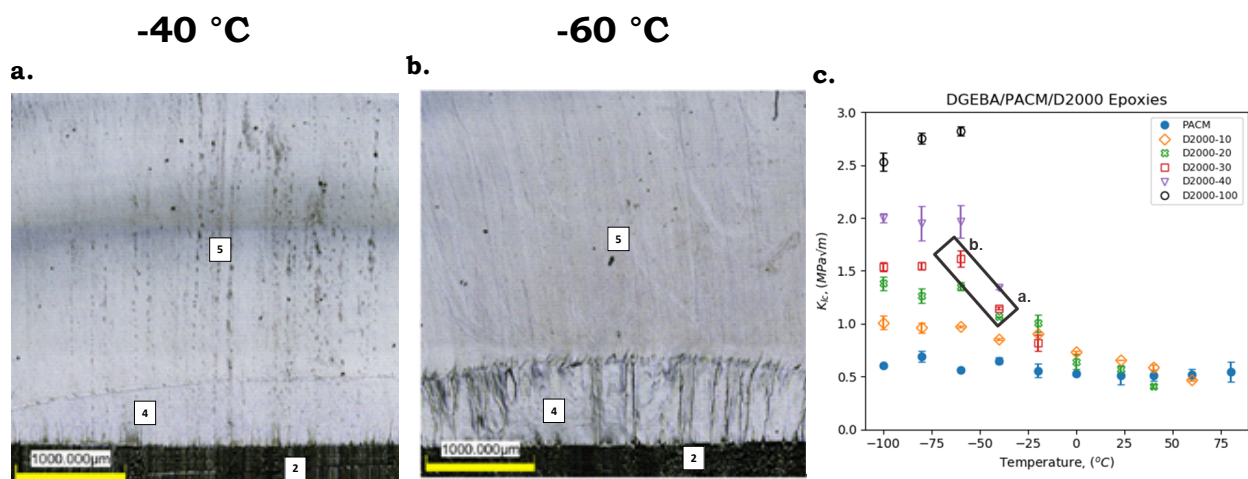 -40 °C
-60 °C
a.
b.
c.
5
4
2
1000.000µm
5
4
2
1000.000µm
DGEBA/PACM/D2000 Epoxies
3.0
2.5
2.0
1.5
1.0
0.5
0.0
K_{Ic}, (MPa√m)
PACM
D2000-10
D2000-20
D2000-30
D2000-40
D2000-100
b.
a.
−100
−75
−50
−25
0
25
50
75
Temperature, (°C)